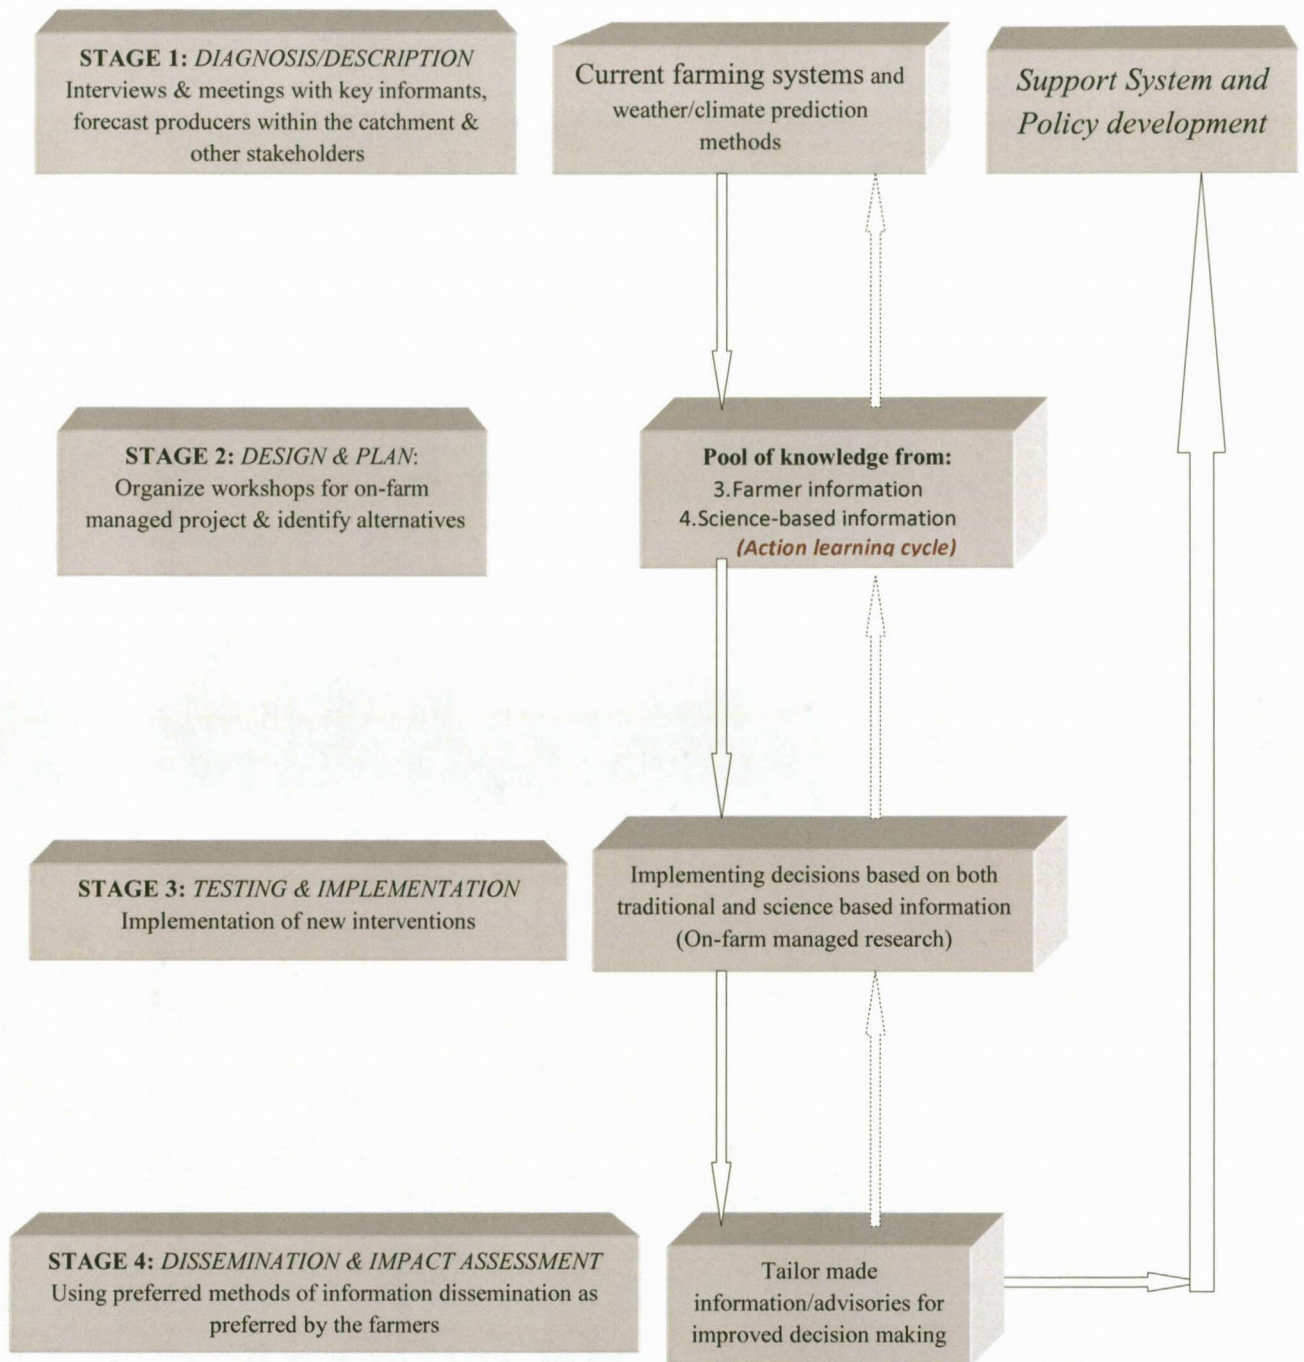 STAGE 1: DIAGNOSIS/DESCRIPTION
Interviews & meetings with key informants,
forecast producers within the catchment &
other stakeholders
Current farming systems and
weather/climate prediction
methods
Support System and
Policy development
STAGE 2: DESIGN & PLAN:
Organize workshops for on-farm
managed project & identify alternatives
Pool of knowledge from:
3.Farmer information
4.Science-based information
(Action learning cycle)
STAGE 3: TESTING & IMPLEMENTATION
Implementation of new interventions
Implementing decisions based on both
traditional and science based information
(On-farm managed research)
STAGE 4: DISSEMINATION & IMPACT ASSESSMENT
Using preferred methods of information dissemination as
preferred by the farmers
Tailor made
information/advisories for
improved decision making